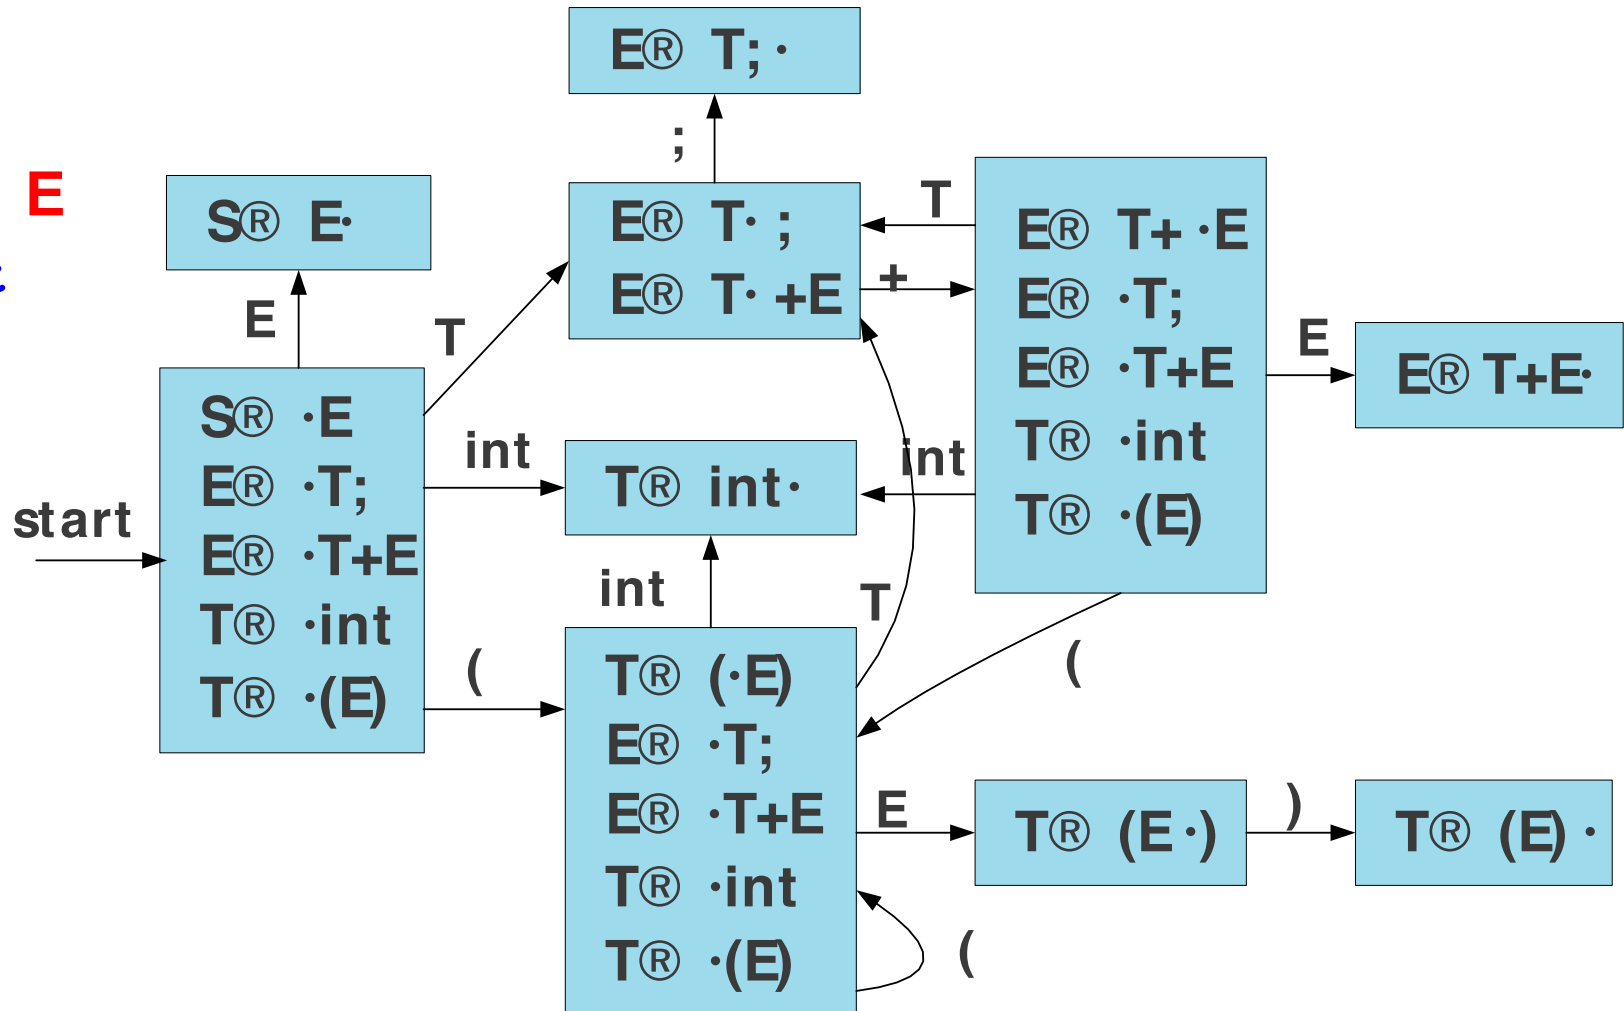 E® T; ·
;
E
S® E·
E® T· ;
E® T· +E
T
+
E® T+ ·E
E® ·T;
E® ·T+E
T® ·int
T® ·(E)
E
E® T+E·
E
T
S® ·E
E® ·T;
E® ·T+E
T® ·int
T® ·(E)
start
int
T® int·
int
int
T
(
(
T® (·E)
E® ·T;
E® ·T+E
T® ·int
T® ·(E)
E
T® (E ·)
)
T® (E) ·
(